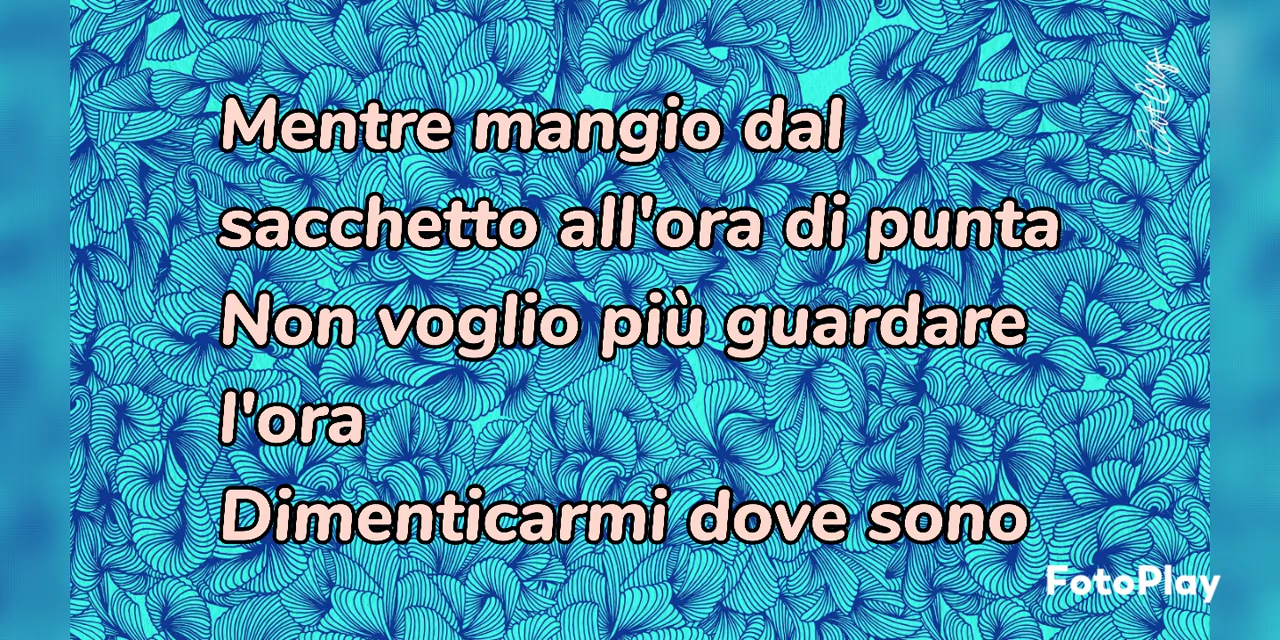 Mentre mangio dal
sacchetto all'ora di punta
Non voglio più guardare
l'ora
Dimenticarmi dove sono
FotoPlay